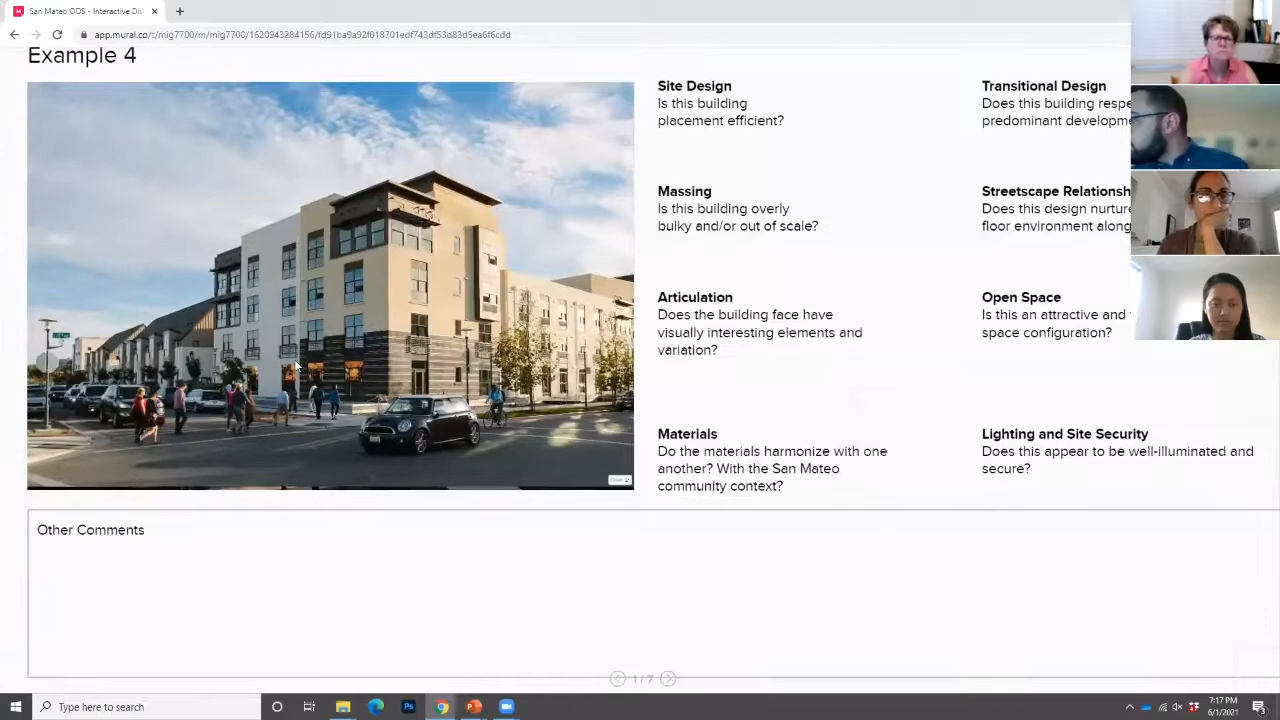 San Mateo ODS - Interactive Dis
app.mural.co/t/mig7700/m/mig7700/1620943284156/fd91ba9a92f018701edf743df53d83d5ea6f6cdd
Example 4
Site Design
Is this building
placement efficient?
Transitional Design
Does this building respe
predominant developme
Massing
Is this building overly
bulky and/or out of scale?
Streetscape Relationsh
Does this design nurture
floor environment along
Articulation
Does the building face have
visually interesting elements and
variation?
Open Space
Is this an attractive and
space configuration?
Materials
Do the materials harmonize with one
another? With the San Mateo
community context?
Lighting and Site Security
Does this appear to be well-illuminated and
secure?
Other Comments
1/7
Type here to search
7:17 PM
6/1/2021